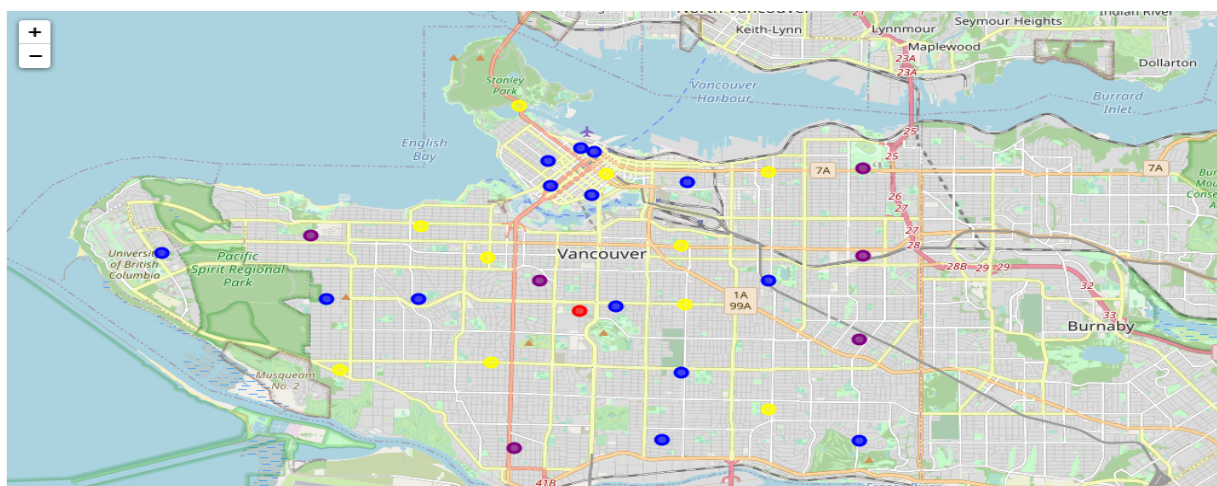 +
−
North Vancouver
21
Seymour Heights
Indian River
Keith-Lynn
Lynnmour
Maplewood
23A
23A
Dollarton
Stanley
Park
Vancouver
Harbour
Burrard
Inlet
English
Bay
25
25
7A
7A
26
27
27
28
28B
29
29
32
33
University
of British
Columbia
Pacific
Spirit Regional
Park
Vancouver
1A
99A
Burnaby
Musqueam
No. 2
41B